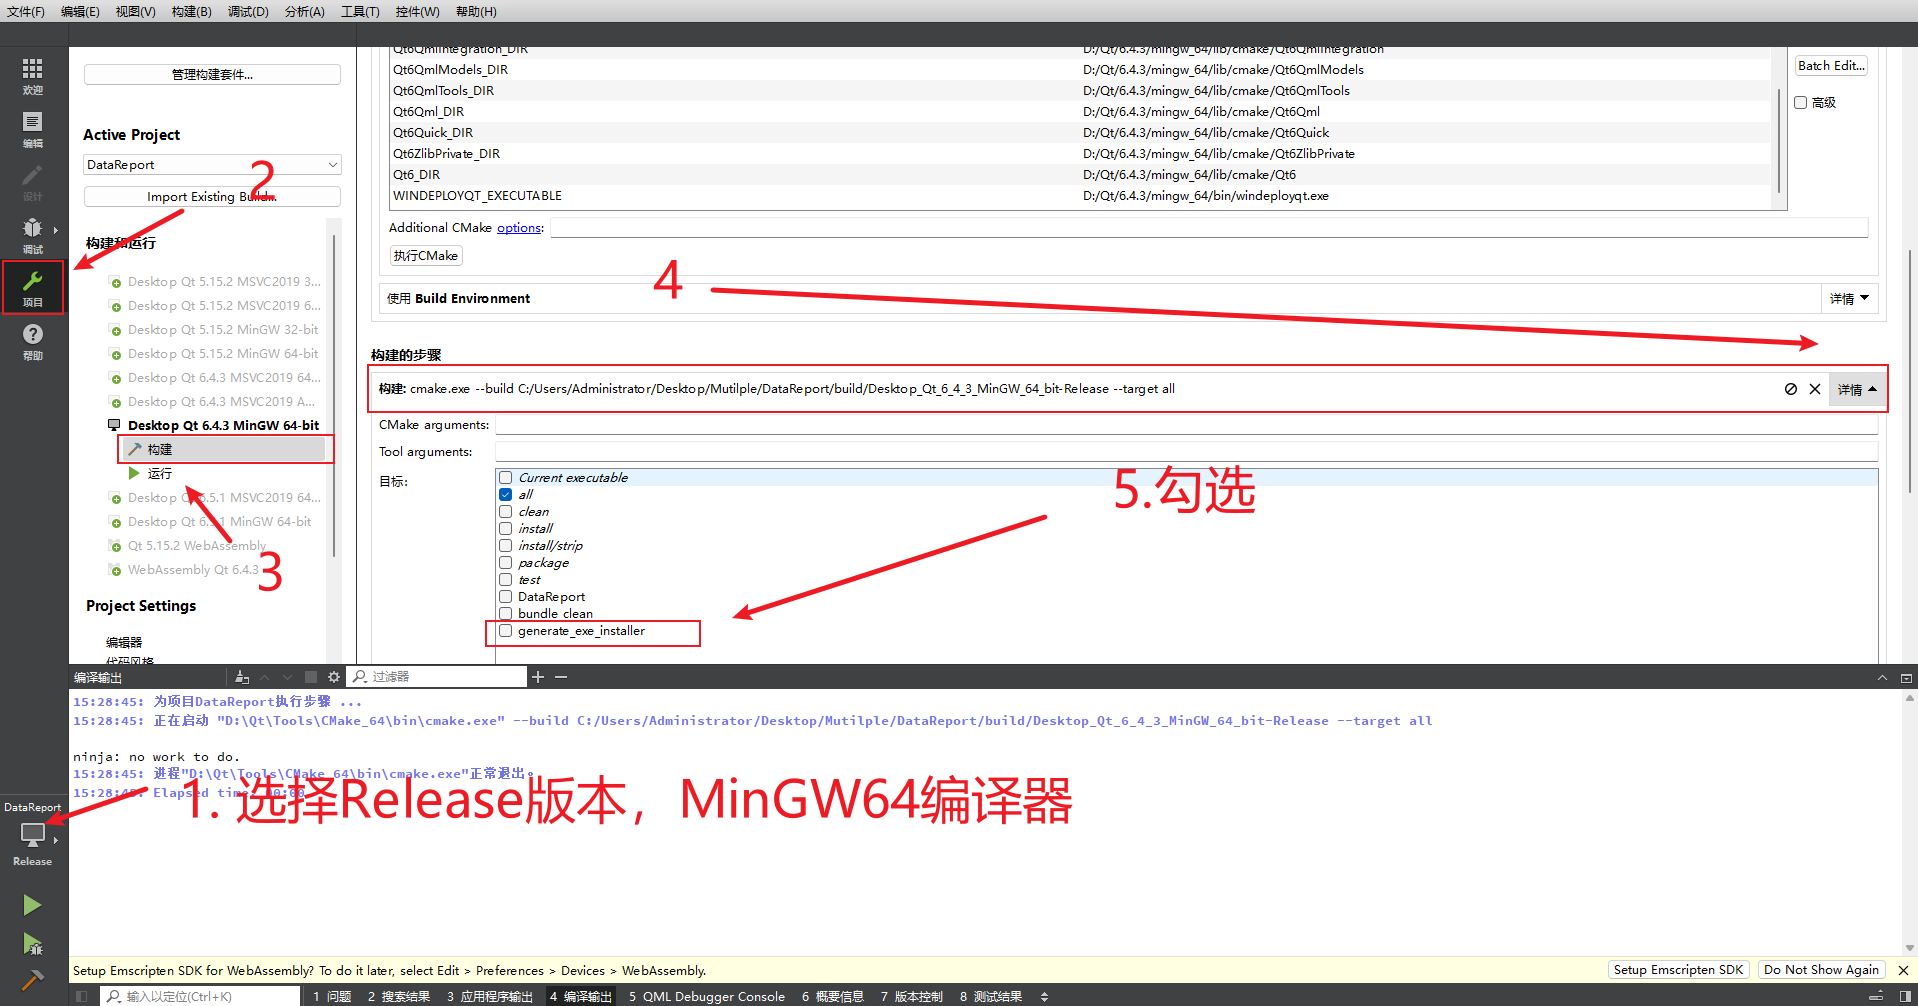 文件(F) 编辑(E) 视图(V) 构建(B) 调试(D) 分析(A) 工具(T) 控件(W) 帮助(H)
欢迎
编辑
设计
调试
项目
帮助
管理构建套件...
Active Project
DataReport
Import Existing Build...
2
构建和运行
Desktop Qt 5.15.2 MSVC2019 3...
Desktop Qt 5.15.2 MSVC2019 6...
Desktop Qt 5.15.2 MinGW 32-bit
Desktop Qt 5.15.2 MinGW 64-bit
Desktop Qt 6.4.3 MSVC2019 64...
Desktop Qt 6.4.3 MSVC2019 A...
Desktop Qt 6.4.3 MinGW 64-bit
构建
运行
Desktop Qt 6.5.1 MSVC2019 64...
Desktop Qt 6.5.1 MinGW 64-bit
Qt 5.15.2 WebAssembly
WebAssembly Qt 6.4.3
3
Project Settings
编辑器
代码风格
Qt6QmlIntegration_DIR D:/Qt/6.4.3/mingw_64/lib/cmake/Qt6QmlIntegration
Qt6QmlModels_DIR D:/Qt/6.4.3/mingw_64/lib/cmake/Qt6QmlModels
Qt6QmlTools_DIR D:/Qt/6.4.3/mingw_64/lib/cmake/Qt6QmlTools
Qt6Qml_DIR D:/Qt/6.4.3/mingw_64/lib/cmake/Qt6Qml
Qt6Quick_DIR D:/Qt/6.4.3/mingw_64/lib/cmake/Qt6Quick
Qt6ZlibPrivate_DIR D:/Qt/6.4.3/mingw_64/lib/cmake/Qt6ZlibPrivate
Qt6_DIR D:/Qt/6.4.3/mingw_64/lib/cmake/Qt6
WINDEPLOYQT_EXECUTABLE D:/Qt/6.4.3/mingw_64/bin/windeployqt.exe
Batch Edit...
高级
Additional CMake options:
执行CMake
4
使用 Build Environment 详情
构建的步骤
构建: cmake.exe --build C:/Users/Administrator/Desktop/Mutilple/DataReport/build/Desktop_Qt_6_4_3_MinGW_64_bit-Release --target all 详情
CMake arguments:
Tool arguments:
目标:
Current executable
all
clean
install
install/strip
package
test
DataReport
bundle_clean
generate_exe_installer
5.勾选
编译输出 过滤器
15:28:45: 为项目DataReport执行步骤 ...
15:28:45: 正在启动 "D:\Qt\Tools\CMake_64\bin\cmake.exe" --build C:/Users/Administrator/Desktop/Mutilple/DataReport/build/Desktop_Qt_6_4_3_MinGW_64_bit-Release --target all
ninja: no work to do.
15:28:45: 进程"D:\Qt\Tools\CMake_64\bin\cmake.exe"正常退出。
15:28:45: Elapsed time: 00:00.
1. 选择Release版本，MinGW64编译器
DataReport
Release
Setup Emscripten SDK for WebAssembly? To do it later, select Edit > Preferences > Devices > WebAssembly. Setup Emscripten SDK Do Not Show Again
输入以定位(Ctrl+K) 1 问题 2 搜索结果 3 应用程序输出 4 编译输出 5 QML Debugger Console 6 概要信息 7 版本控制 8 测试结果